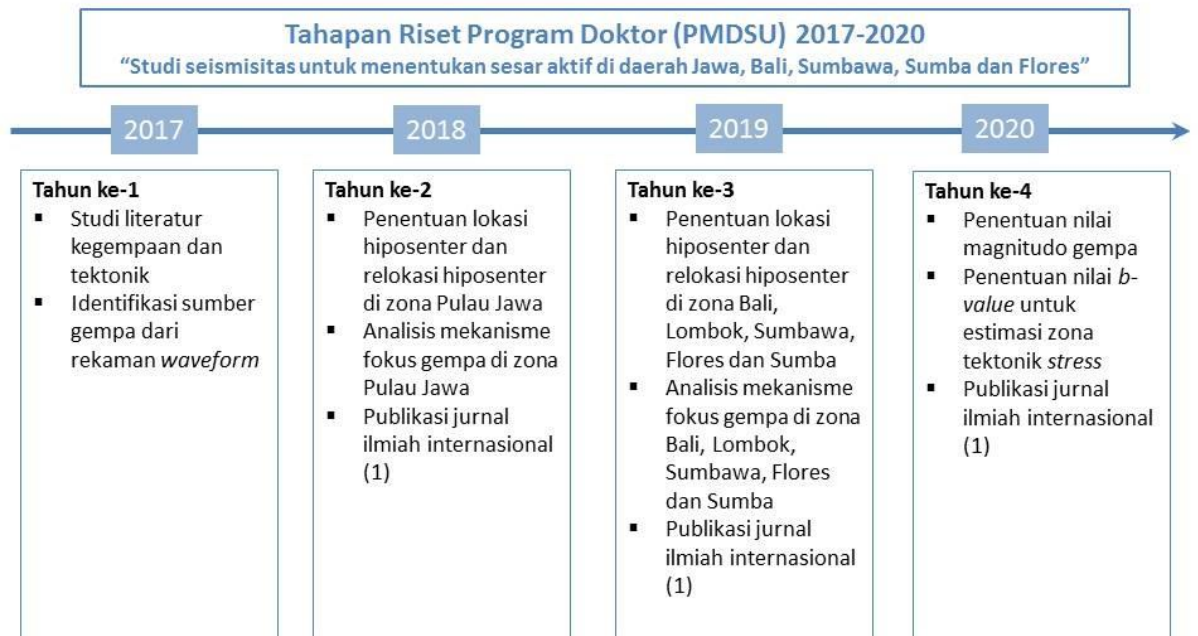 Tahapan Riset Program Doktor (PMDSU) 2017-2020
“Studi seismisitas untuk menentukan sesar aktif di daerah Jawa, Bali, Sumbawa, Sumba dan Flores”
2017
2018
2019
2020
Tahun ke-1
▪ Studi literatur
kegempaan dan
tektonik
▪ Identifikasi sumber
gempa dari
rekaman waveform
Tahun ke-2
▪ Penentuan lokasi
hiposenter dan
relokasi hiposenter
di zona Pulau Jawa
▪ Analisis mekanisme
fokus gempa di zona
Pulau Jawa
▪ Publikasi jurnal
ilmiah internasional
(1)
Tahun ke-3
▪ Penentuan lokasi
hiposenter dan
relokasi hiposenter
di zona Bali,
Lombok, Sumbawa,
Flores dan Sumba
▪ Analisis mekanisme
fokus gempa di zona
Bali, Lombok,
Sumbawa, Flores
dan Sumba
▪ Publikasi jurnal
ilmiah internasional
(1)
Tahun ke-4
▪ Penentuan nilai
magnitudo gempa
▪ Penentuan nilai b-
value untuk
estimasi zona
tektonik stress
▪ Publikasi jurnal
ilmiah internasional
(1)